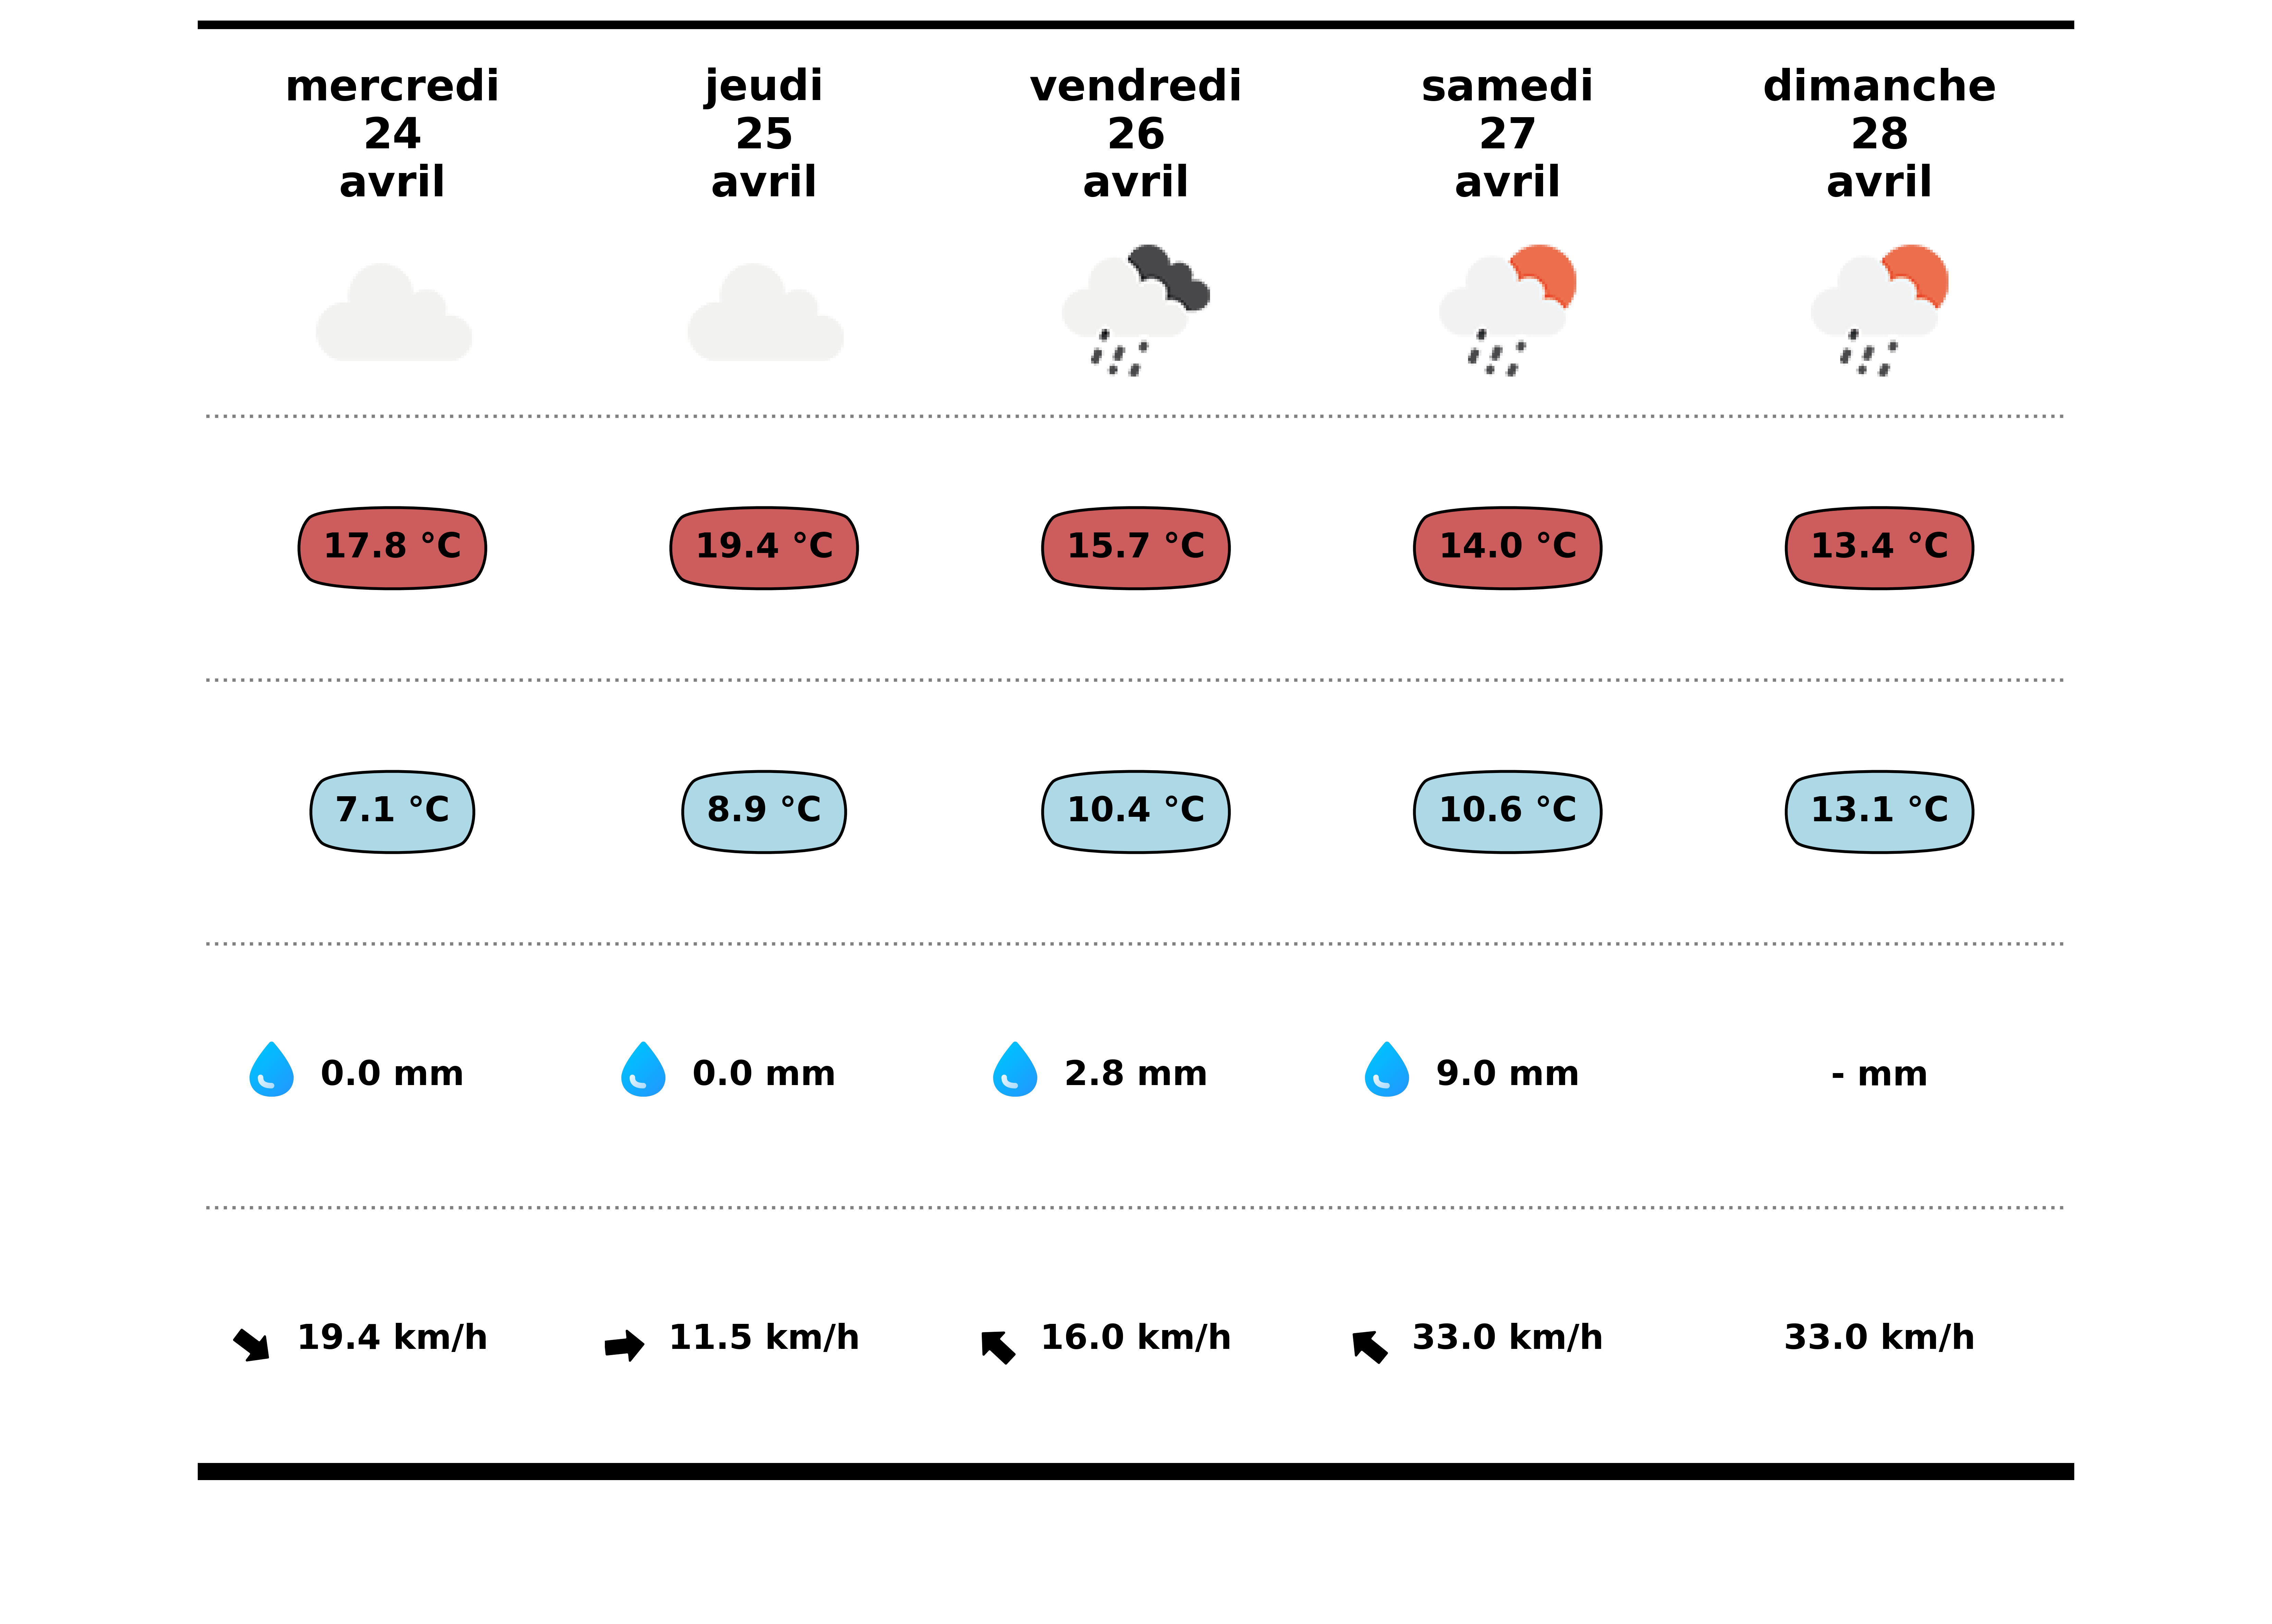 mercredi
24
avril
jeudi
25
avril
vendredi
26
avril
samedi
27
avril
dimanche
28
avril
17.8 °C
19.4 °C
15.7 °C
14.0 °C
13.4 °C
7.1 °C
8.9 °C
10.4 °C
10.6 °C
13.1 °C
0.0 mm
0.0 mm
2.8 mm
9.0 mm
- mm
19.4 km/h
11.5 km/h
16.0 km/h
33.0 km/h
33.0 km/h